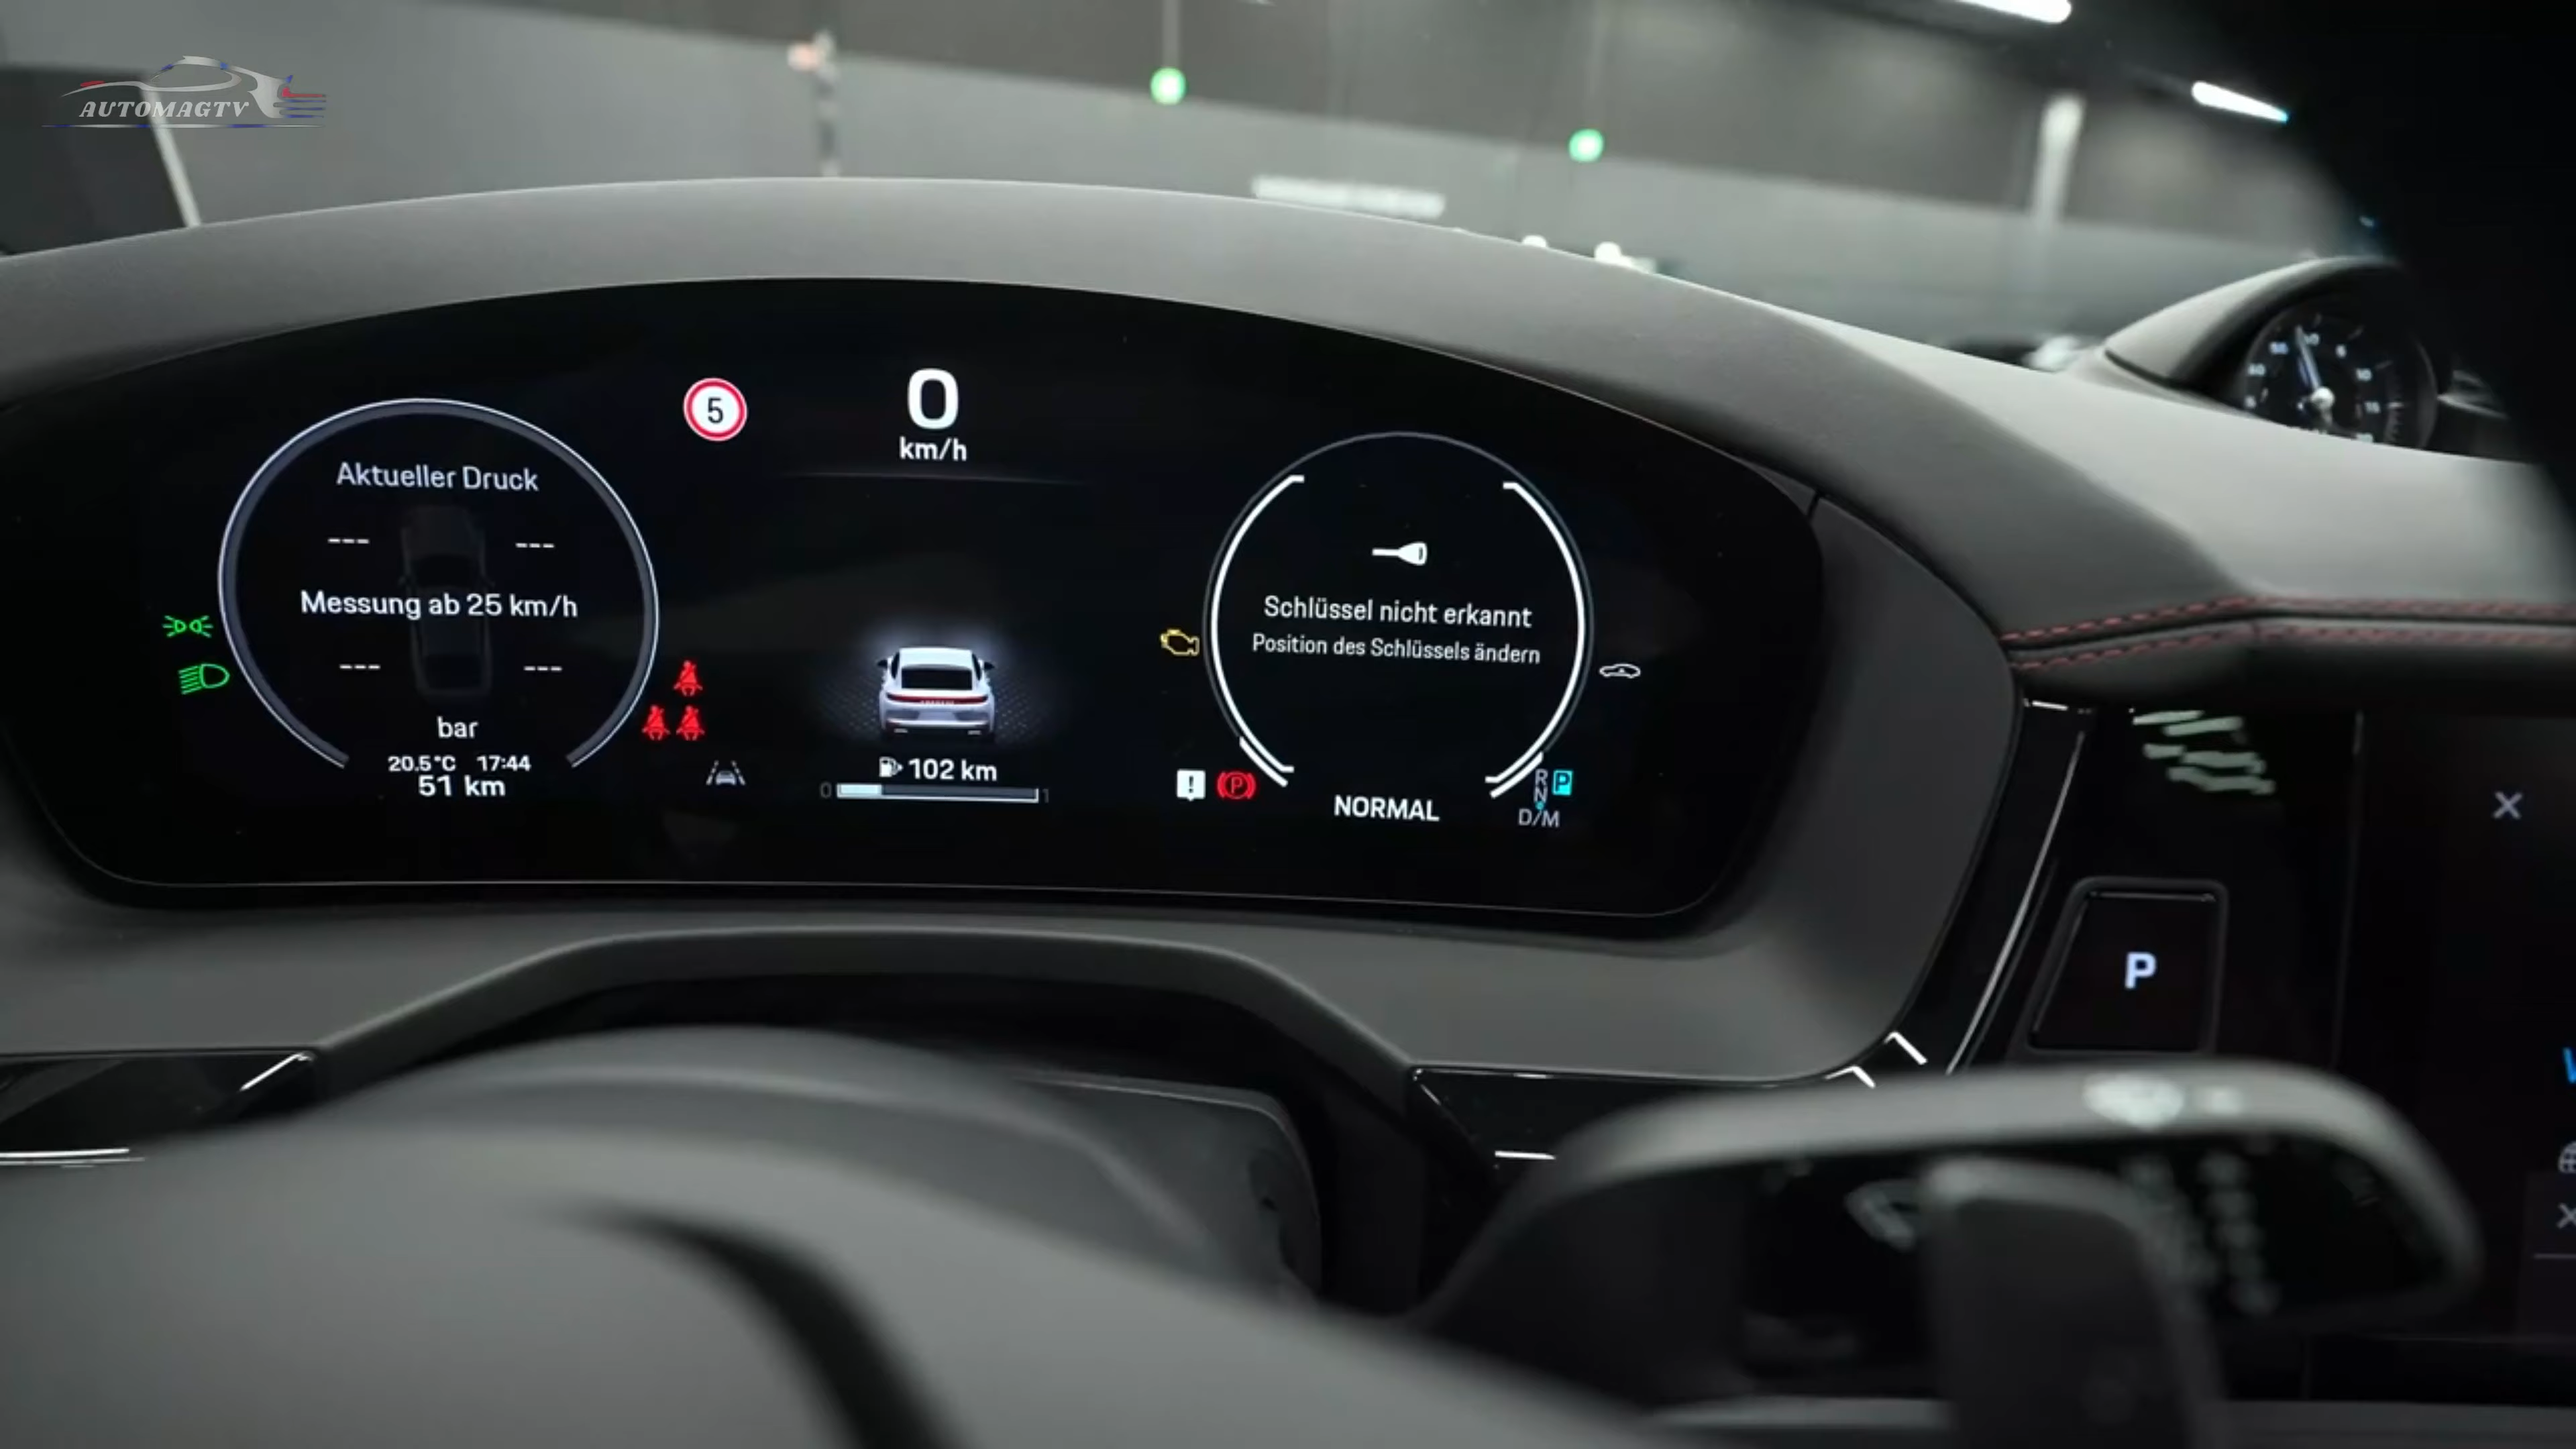 AUTOMAGTV
5
0
km/h
Aktueller Druck
--- ---
Messung ab 25 km/h
--- ---
bar
20.5°C 17:44
51 km
102 km
0 1
Schlüssel nicht erkannt
Position des Schlüssels ändern
! P
NORMAL
R P
N
D/M
P